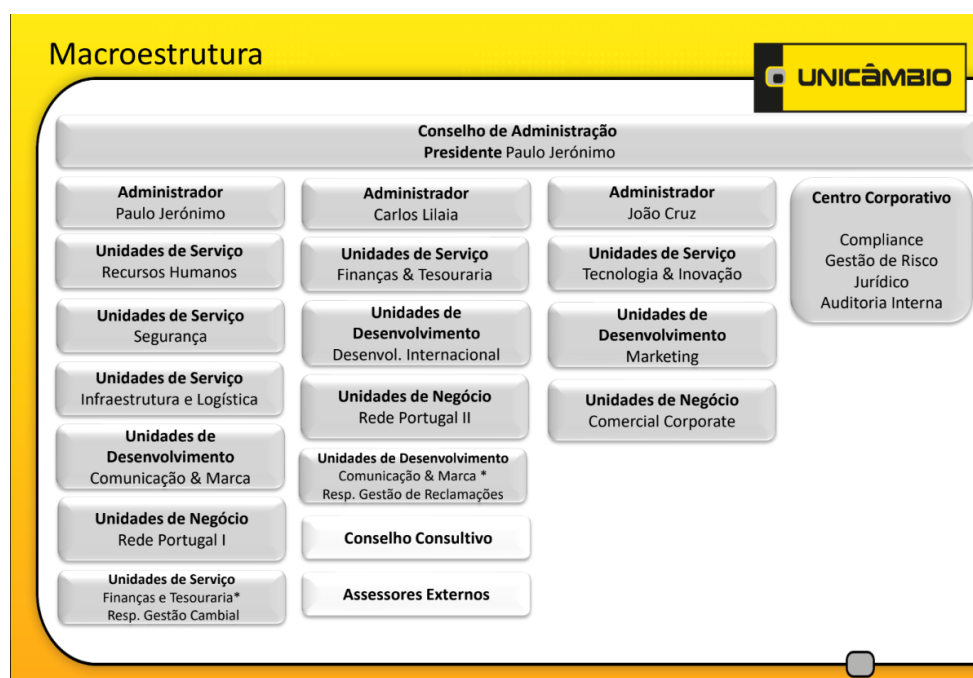 Macroestrutura
UNICÂMBIO
Conselho de Administração
Presidente Paulo Jerónimo
Administrador
Paulo Jerónimo
Unidades de Serviço
Recursos Humanos
Unidades de Serviço
Segurança
Unidades de Serviço
Infraestrutura e Logística
Unidades de
Desenvolvimento
Comunicação & Marca
Unidades de Negócio
Rede Portugal I
Unidades de Serviço
Finanças e Tesouraria*
Resp. Gestão Cambial
Administrador
Carlos Lilaia
Unidades de Serviço
Finanças & Tesouraria
Unidades de
Desenvolvimento
Desenvol. Internacional
Unidades de Negócio
Rede Portugal II
Unidades de Desenvolvimento
Comunicação & Marca *
Resp. Gestão de Reclamações
Conselho Consultivo
Assessores Externos
Administrador
João Cruz
Unidades de Serviço
Tecnologia & Inovação
Unidades de
Desenvolvimento
Marketing
Unidades de Negócio
Comercial Corporate
Centro Corporativo
Compliance
Gestão de Risco
Jurídico
Auditoria Interna